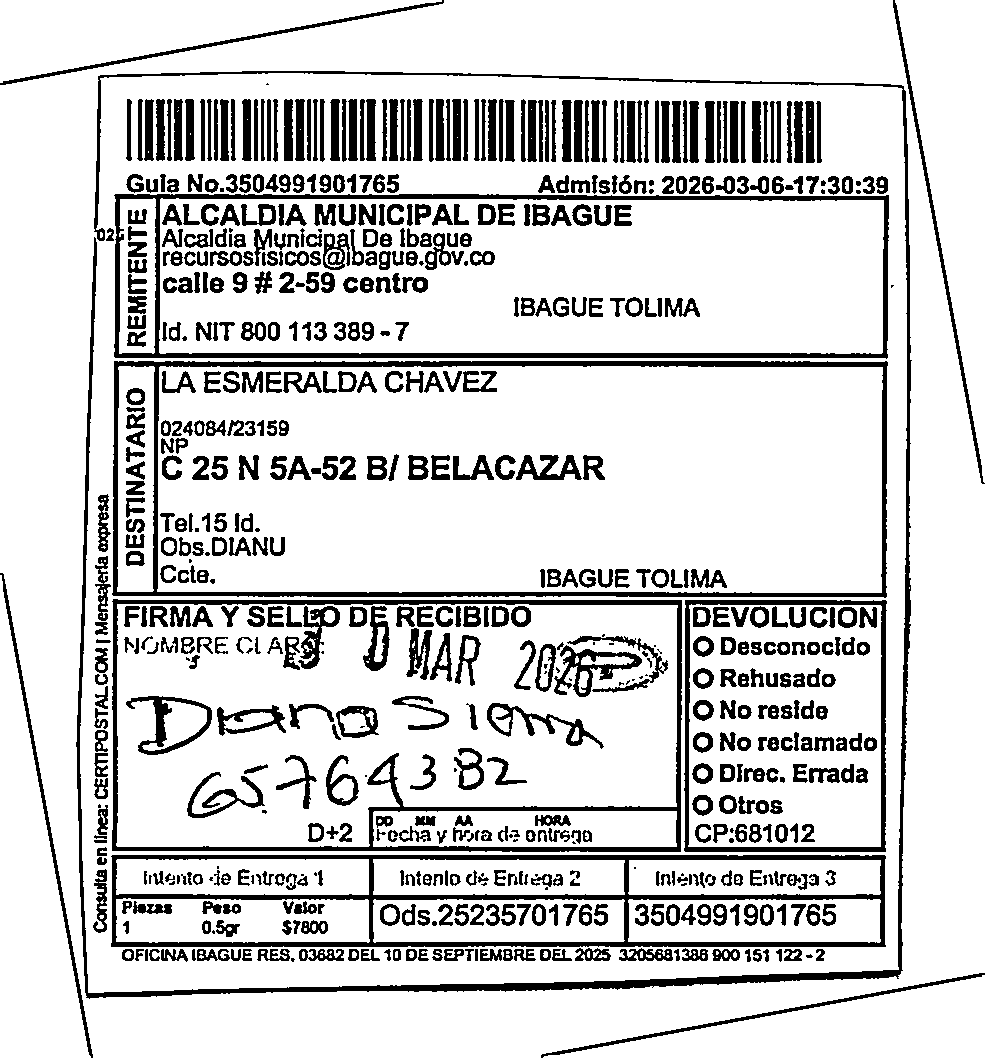 Guia No.3504991901765 Admisión: 2026-03-06-17:30:39
REMITENTE
ALCALDIA MUNICIPAL DE IBAGUE
Alcaldia Municipal De Ibague
recursosfisicos@ibague.gov.co
calle 9 # 2-59 centro
IBAGUE TOLIMA
Id. NIT 800 113 389 - 7
DESTINATARIO
LA ESMERALDA CHAVEZ
024084/23159
NP
C 25 N 5A-52 B/ BELACAZAR
Tel.15 Id.
Obs.DIANU
Ccte.
IBAGUE TOLIMA
Consulta en línea: CERTIPOSTAL.COM | Mensajería expresa
FIRMA Y SELLO DE RECIBIDO
NOMBRE CLARO:
MAR 2026
Diana Sierra
65764382
D+2
DD MM AA HORA
Fecha y hora de entrega
DEVOLUCION
Desconocido
Rehusado
No reside
No reclamado
Direc. Errada
Otros
CP:681012
Intento de Entrega 1 Intento de Entrega 2 Intento de Entrega 3
Piezas Peso Valor
1 0.5gr $7800
Ods.25235701765 3504991901765
OFICINA IBAGUE RES. 03682 DEL 10 DE SEPTIEMBRE DEL 2025 3205681388 900 151 122 - 2